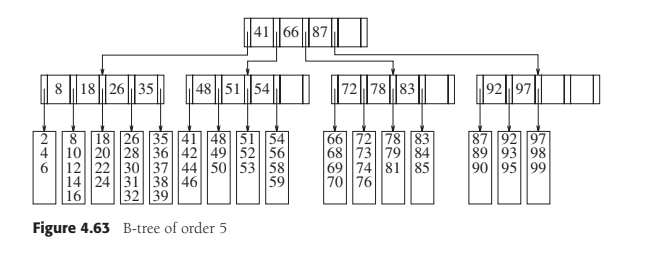 41 66 87
8 18 26 35 48 51 54 72 78 83 92 97
2 8 18 26 35 41 48 51 54 66 72 78 83 87 92 97
4 10 20 28 36 42 49 52 56 68 73 79 84 89 93 98
6 12 22 30 37 44 50 53 58 69 74 81 85 90 95 99
14 24 31 38 46 59 70 76
16 32 39
Figure 4.63 B-tree of order 5